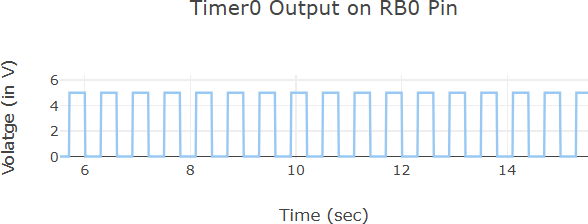 Timer0 Output on RB0 Pin
Volatge (in V)
6
4
2
0
6 8 10 12 14
Time (sec)